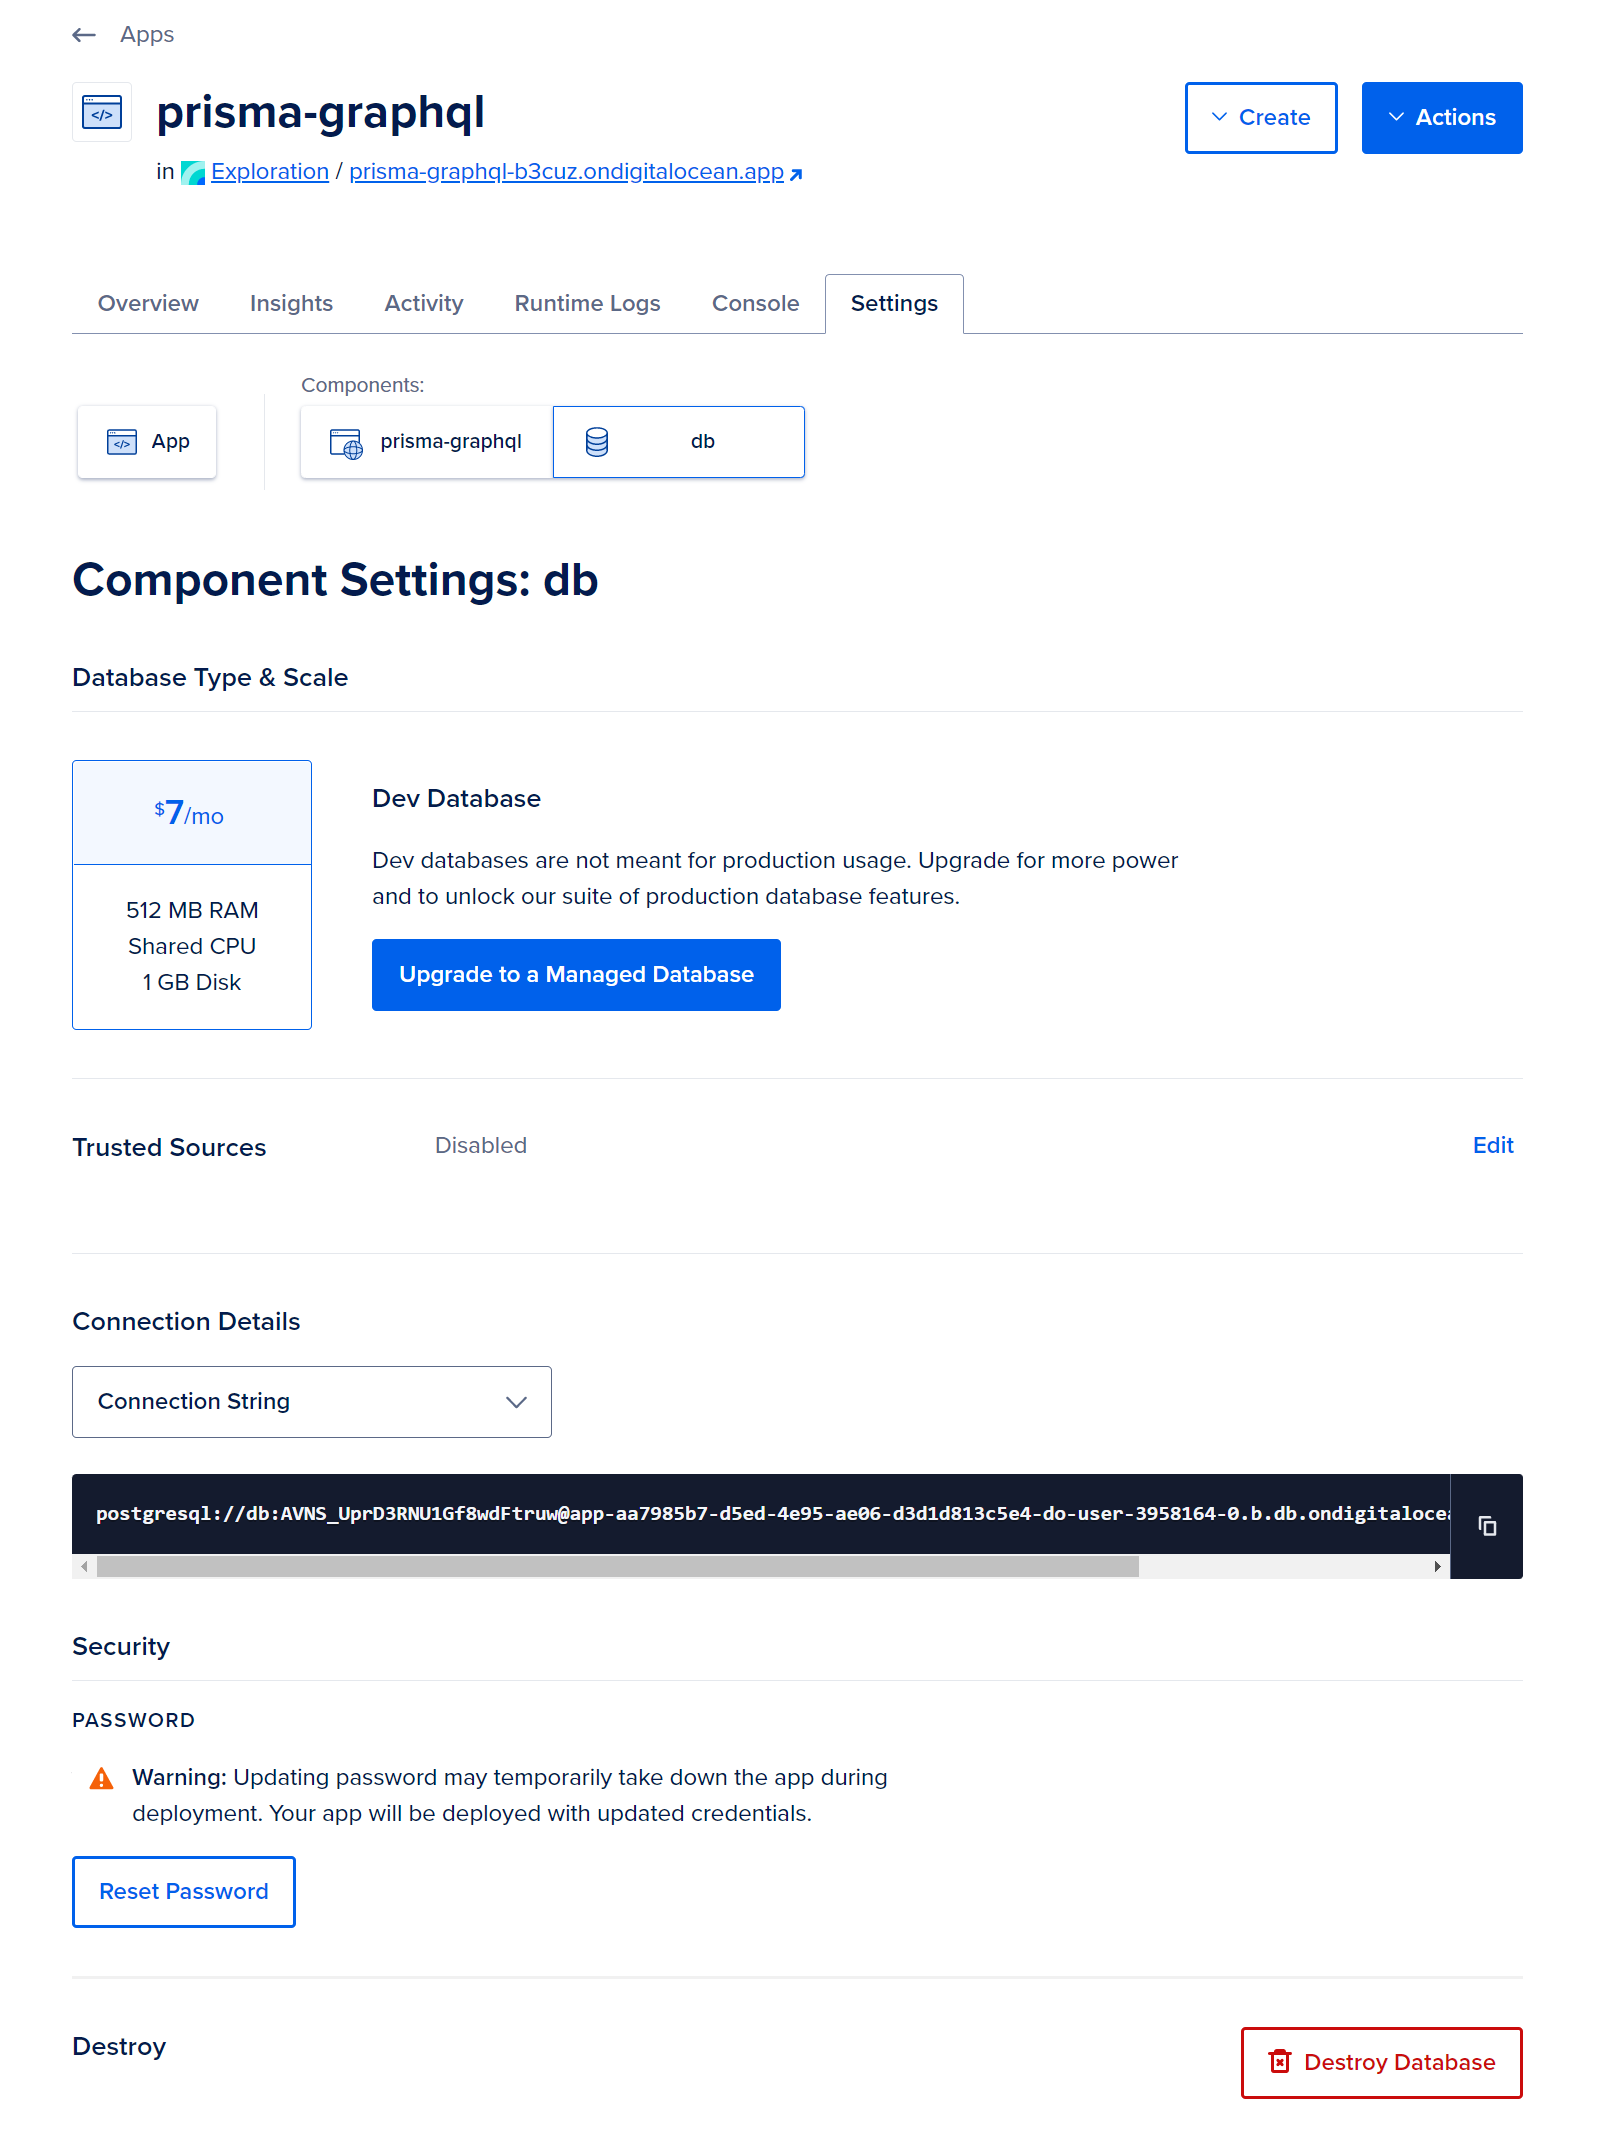 Apps
prisma-graphql
in Exploration / prisma-graphql-b3cuz.ondigitalocean.app
Create
Actions
Overview Insights Activity Runtime Logs Console Settings
Components:
App
prisma-graphql
db
Component Settings: db
Database Type & Scale
$7/mo
512 MB RAM
Shared CPU
1 GB Disk
Dev Database
Dev databases are not meant for production usage. Upgrade for more power
and to unlock our suite of production database features.
Upgrade to a Managed Database
Trusted Sources
Disabled
Edit
Connection Details
Connection String
postgresql://db:AVNS_UprD3RNU1Gf8wdFtruw@app-aa7985b7-d5ed-4e95-ae06-d3d1d813c5e4-do-user-3958164-0.b.db.ondigitalocea
Security
PASSWORD
Warning: Updating password may temporarily take down the app during
deployment. Your app will be deployed with updated credentials.
Reset Password
Destroy
Destroy Database